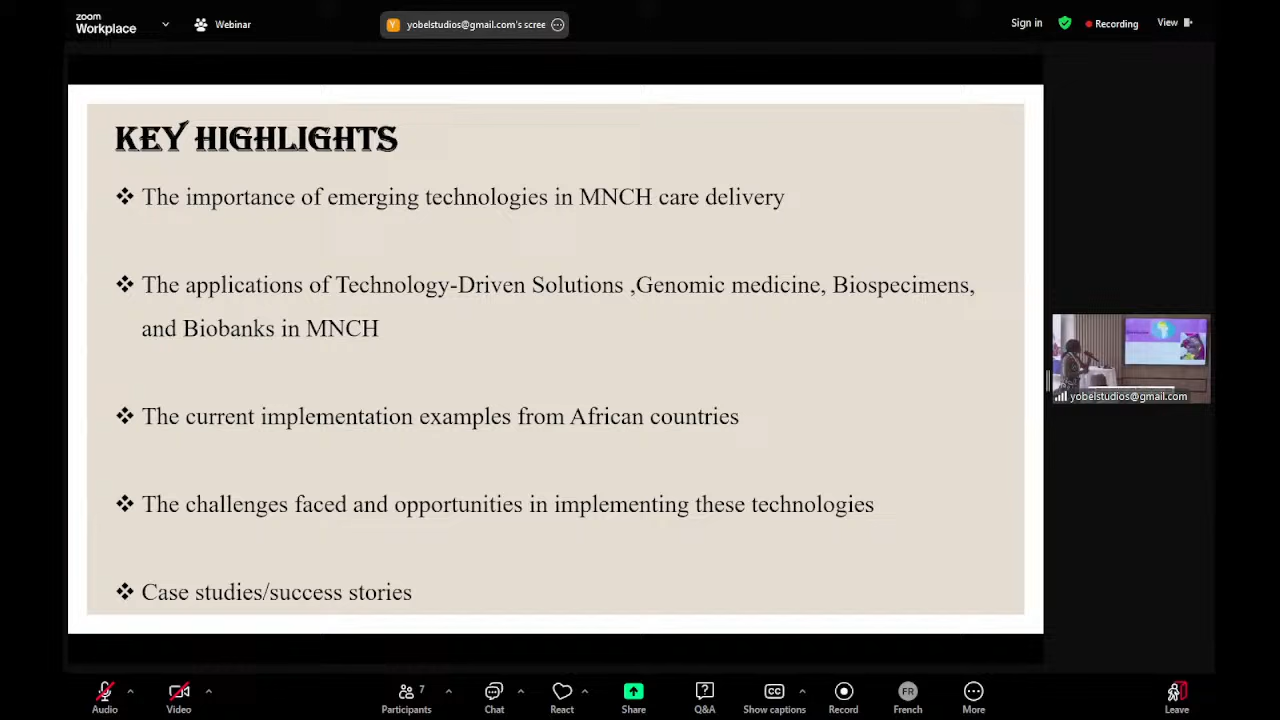 zoom
Workplace
Webinar
Y yobelstudios@gmail.com's scree
Sign in
Recording
View
KEY HIGHLIGHTS
❖ The importance of emerging technologies in MNCH care delivery
❖ The applications of Technology-Driven Solutions ,Genomic medicine, Biospecimens,
and Biobanks in MNCH
❖ The current implementation examples from African countries
❖ The challenges faced and opportunities in implementing these technologies
❖ Case studies/success stories
yobelstudios@gmail.com
Audio
Video
7
Participants
Chat
React
Share
Q&A
CC
Show captions
Record
FR
French
More
Leave